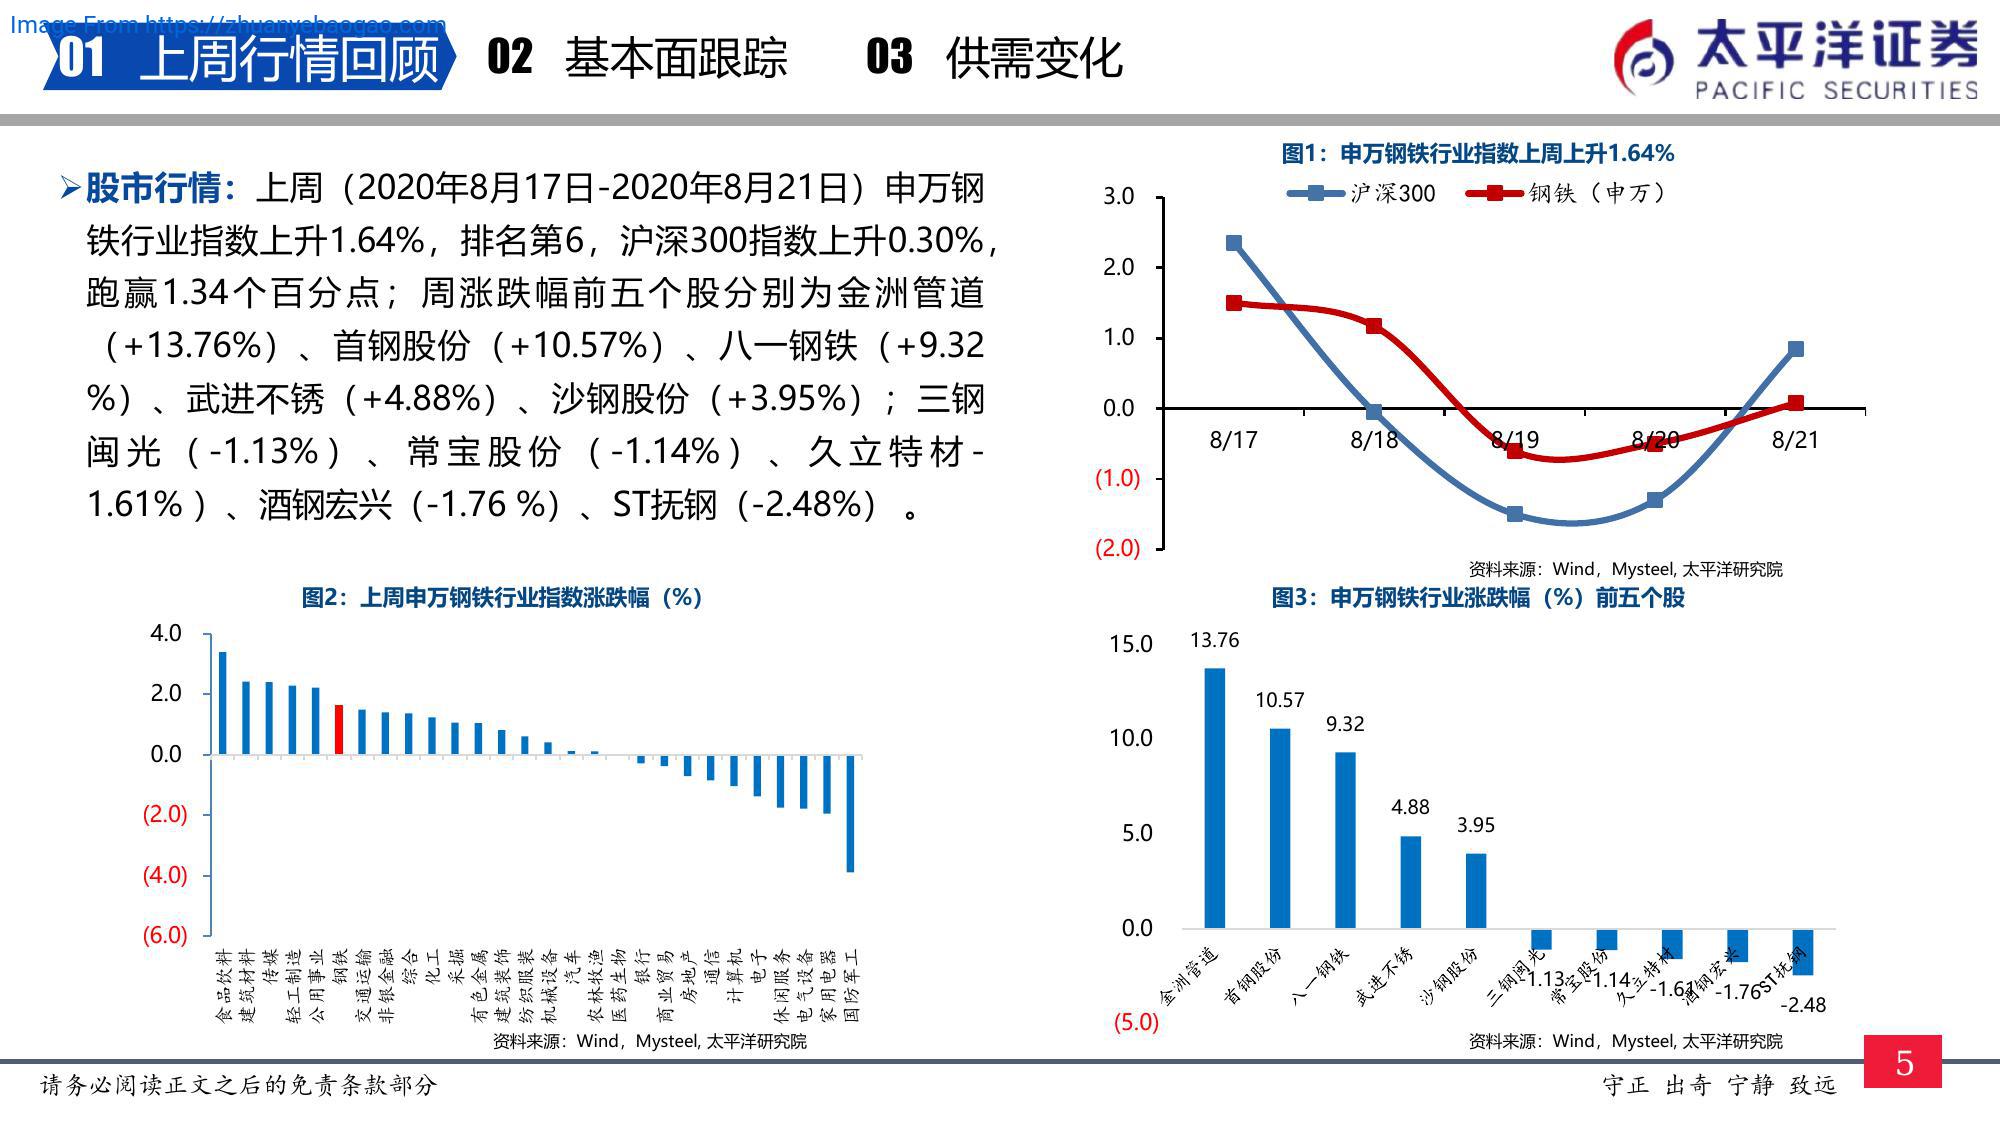 Image From https://zhuanyebaogao.com
01 上周行情回顾 02 基本面跟踪 03 供需变化
太平洋证券
PACIFIC SECURITIES
➢股市行情：上周（2020年8月17日-2020年8月21日）申万钢
铁行业指数上升1.64%，排名第6，沪深300指数上升0.30%，
跑赢1.34个百分点；周涨跌幅前五个股分别为金洲管道
（+13.76%）、首钢股份（+10.57%）、八一钢铁（+9.32
%）、武进不锈（+4.88%）、沙钢股份（+3.95%）；三钢
闽光（-1.13%）、常宝股份（-1.14%）、久立特材-
1.61% ）、酒钢宏兴（-1.76 %）、ST抚钢（-2.48%） 。
图1：申万钢铁行业指数上周上升1.64%
沪深300 钢铁（申万）
3.0
2.0
1.0
0.0
(1.0)
(2.0)
8/17 8/18 8/19 8/20 8/21
资料来源：Wind，Mysteel, 太平洋研究院
图2：上周申万钢铁行业指数涨跌幅（%）
4.0
2.0
0.0
(2.0)
(4.0)
(6.0)
食品饮料
建筑材料
传媒
轻工制造
公用事业
钢铁
交通运输
非银金融
综合
化工
采掘
有色金属
建筑装饰
纺织服装
机械设备
汽车
农林牧渔
医药生物
银行
商业贸易
房地产
通信
计算机
电子
休闲服务
电气设备
家用电器
国防军工
资料来源：Wind，Mysteel, 太平洋研究院
图3：申万钢铁行业涨跌幅（%）前五个股
15.0
10.0
5.0
0.0
(5.0)
13.76
10.57
9.32
4.88
3.95
-1.13
-1.14
-1.61
-1.76
-2.48
金洲管道
首钢股份
八一钢铁
武进不锈
沙钢股份
三钢闽光
常宝股份
久立特材
酒钢宏兴
ST抚钢
资料来源：Wind，Mysteel, 太平洋研究院
请务必阅读正文之后的免责条款部分
守正 出奇 宁静 致远
5